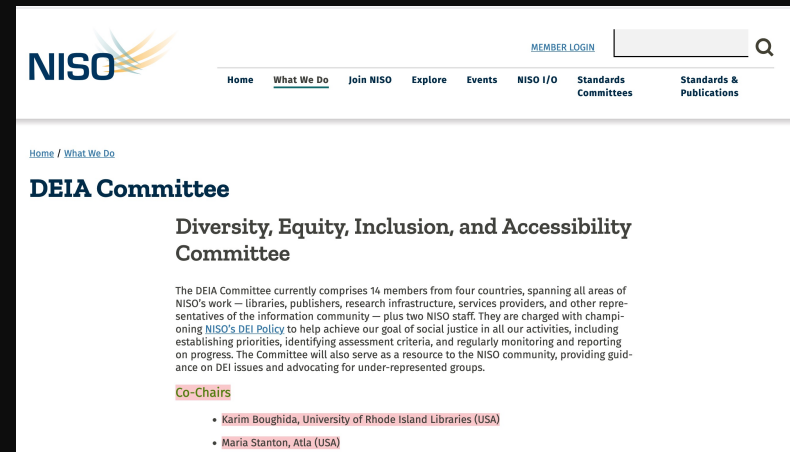 NISO
MEMBER LOGIN
Home What We Do Join NISO Explore Events NISO I/O Standards Committees Standards & Publications
Home / What We Do
DEIA Committee
Diversity, Equity, Inclusion, and Accessibility
Committee
The DEIA Committee currently comprises 14 members from four countries, spanning all areas of
NISO's work — libraries, publishers, research infrastructure, services providers, and other repre-
sentatives of the information community — plus two NISO staff. They are charged with champi-
oning NISO's DEI Policy to help achieve our goal of social justice in all our activities, including
establishing priorities, identifying assessment criteria, and regularly monitoring and reporting
on progress. The Committee will also serve as a resource to the NISO community, providing guid-
ance on DEI issues and advocating for under-represented groups.
Co-Chairs
• Karim Boughida, University of Rhode Island Libraries (USA)
• Maria Stanton, Atla (USA)